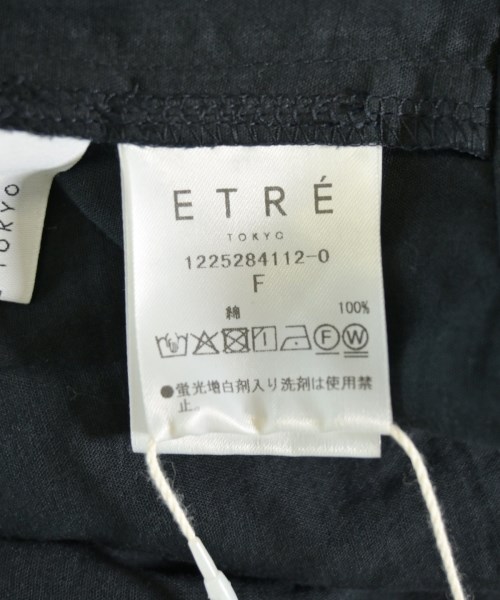 ETRÉ
TOKYO
1225284112-0
F
綿 100%
F W
●蛍光増白剤入り洗剤は使用禁
止。
TOKYO